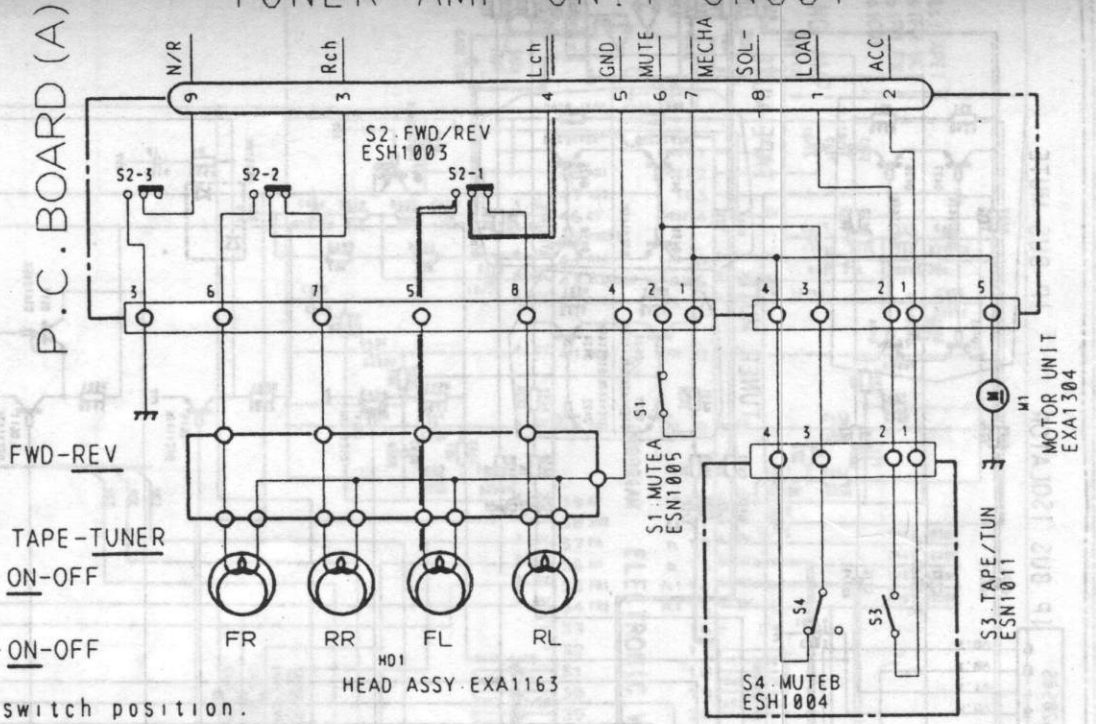 P.C.BOARD (A)
N/R
Rch
Lch
GND
MUTE
MECHA
SOL-
LOAD
ACC
9 3 4 5 6 7 8 1 2
S2.FWD/REV
ESH1003
S2-3
S2-2
S2-1
3 6 7 5 8 4 2 1 4 3 2 1 5
S1
S1.MUTEA
ESN1005
M
M1
MOTOR UNIT
EXA1304
4 3 2 1
FWD-REV
TAPE-TUNER
ON-OFF
ON-OFF
FR RR FL RL
HD1
HEAD ASSY.EXA1163
S4
S3
S3.TAPE/TUN
ESN1011
S4.MUTEB
ESH1004
switch position.